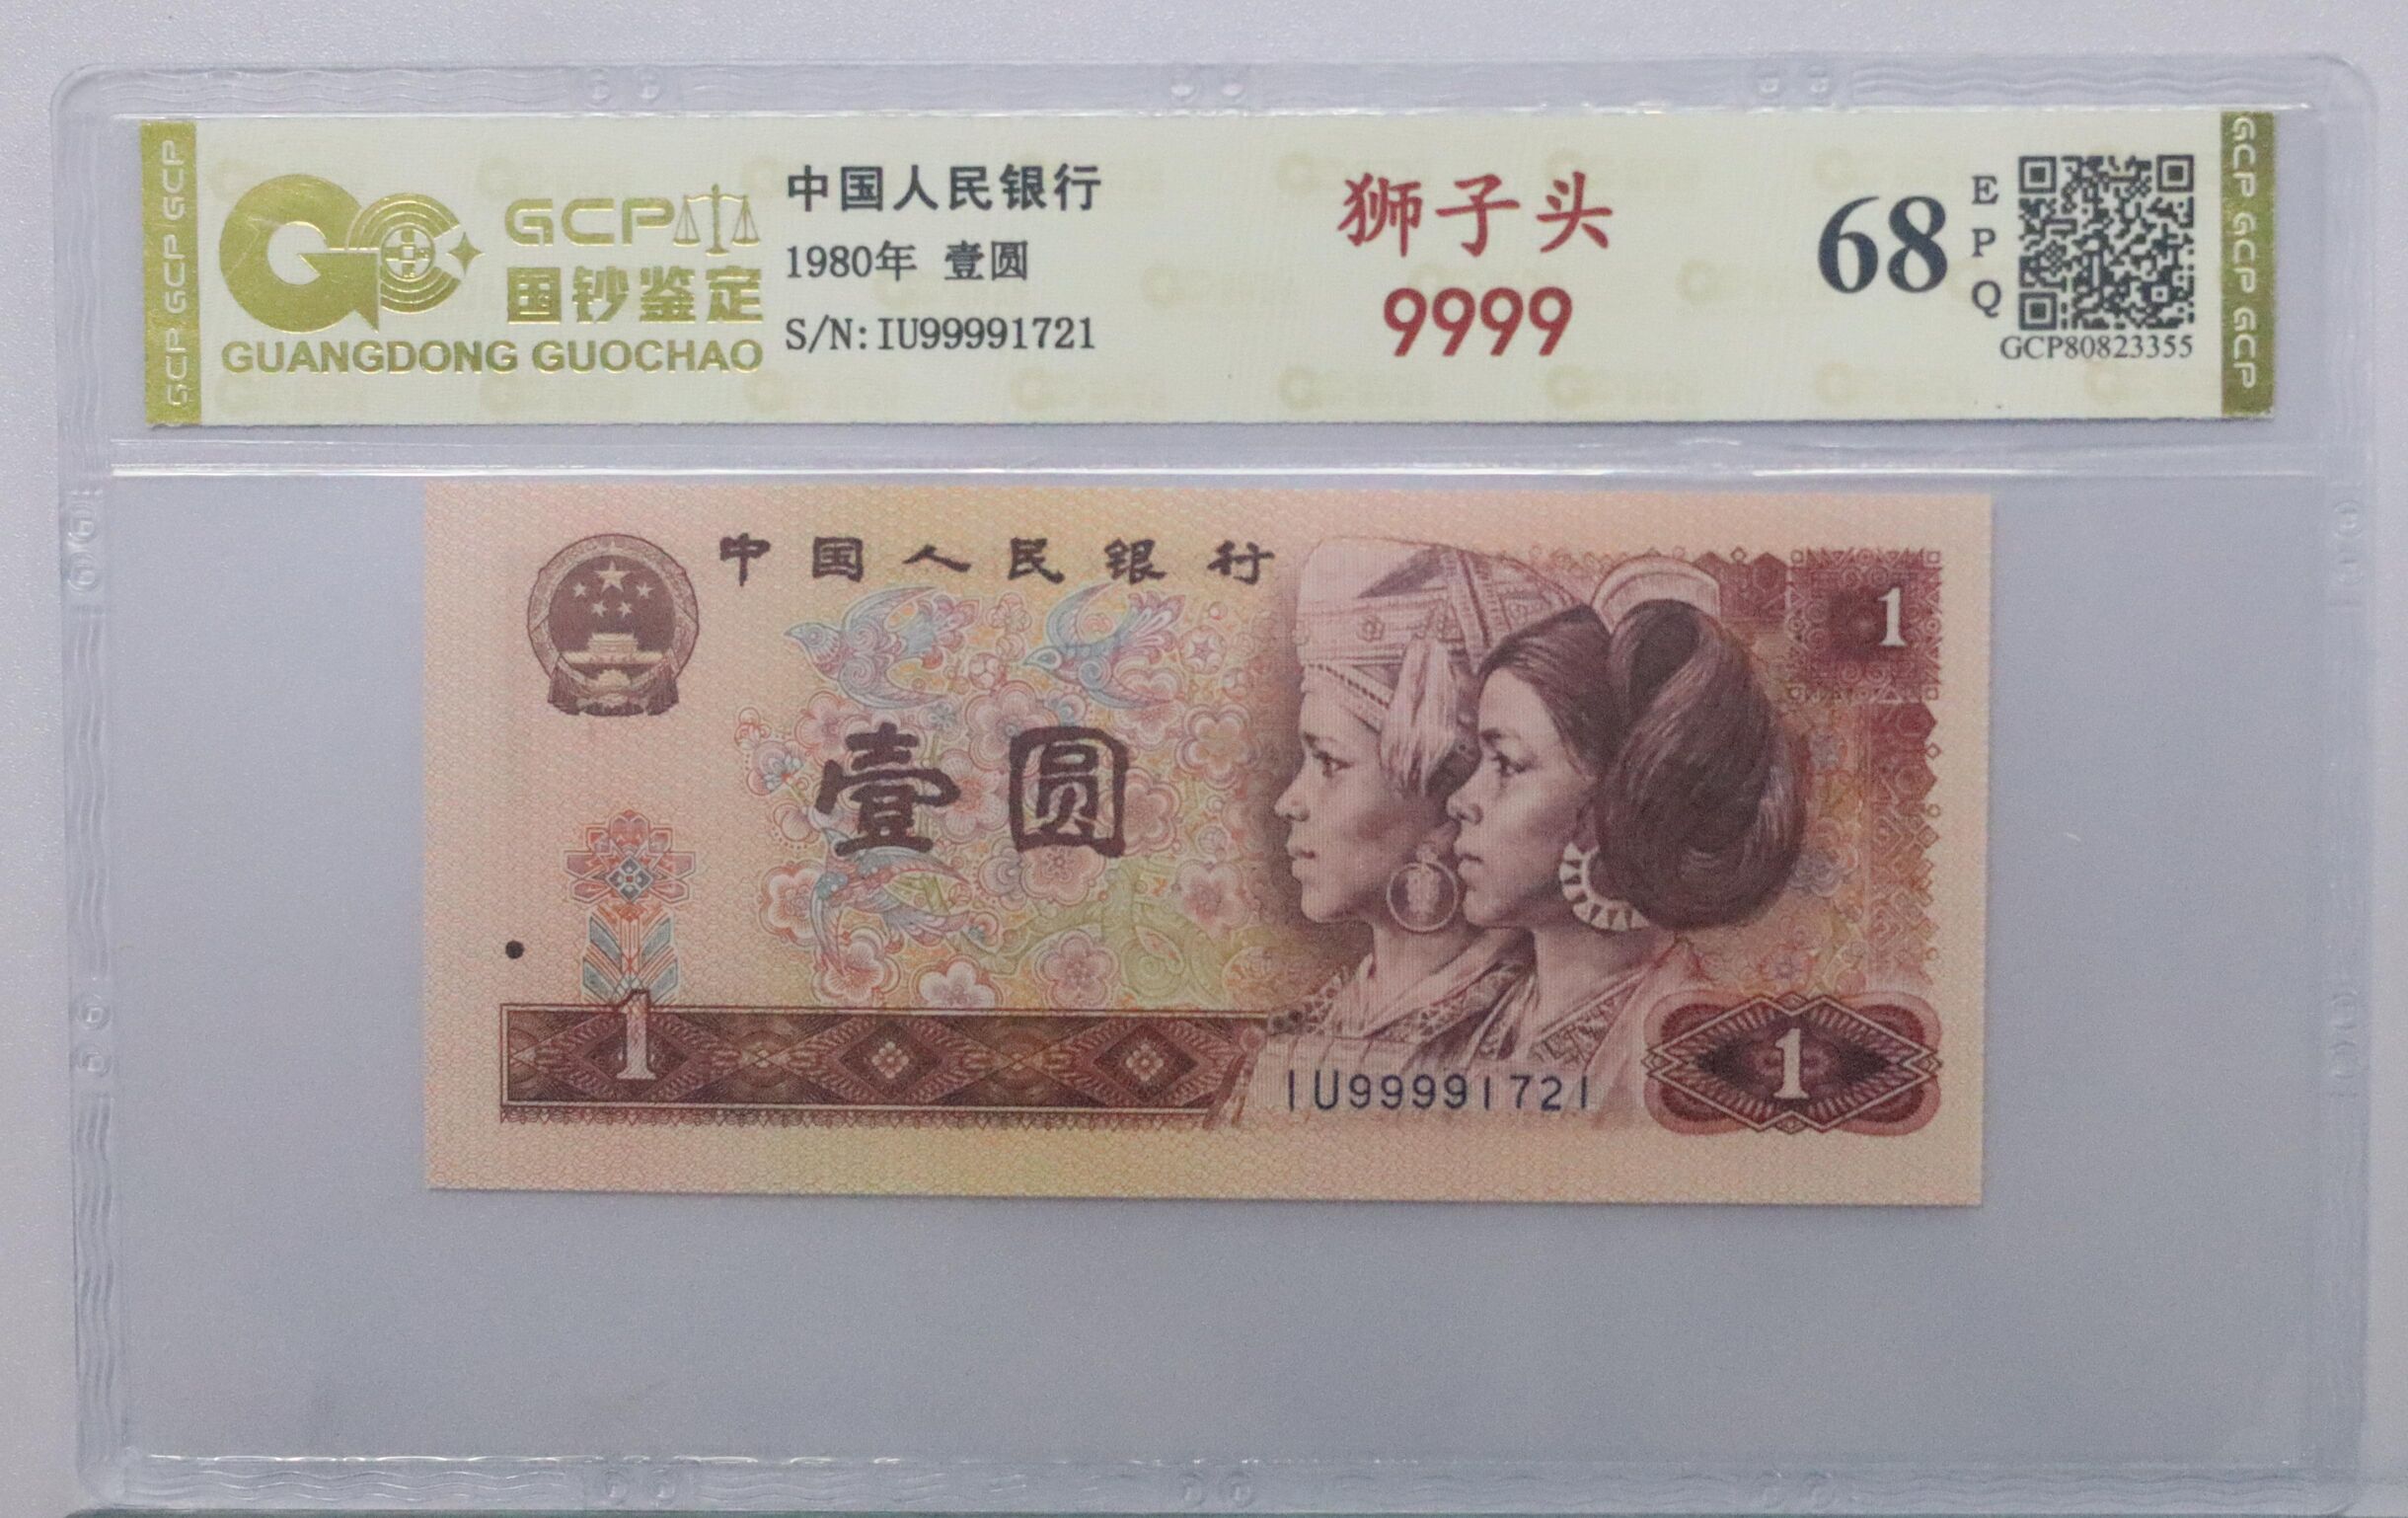 GCP GCP GCP
GCP
国钞鉴定
GUANGDONG GUOCHAO
中国人民银行
1980年 壹圆
S/N:IU99991721
狮子头
9999
68
EPQ
GCP80823355
GCP GCP GCP
中国人民银行
1
壹圆
1
IU99991721
1